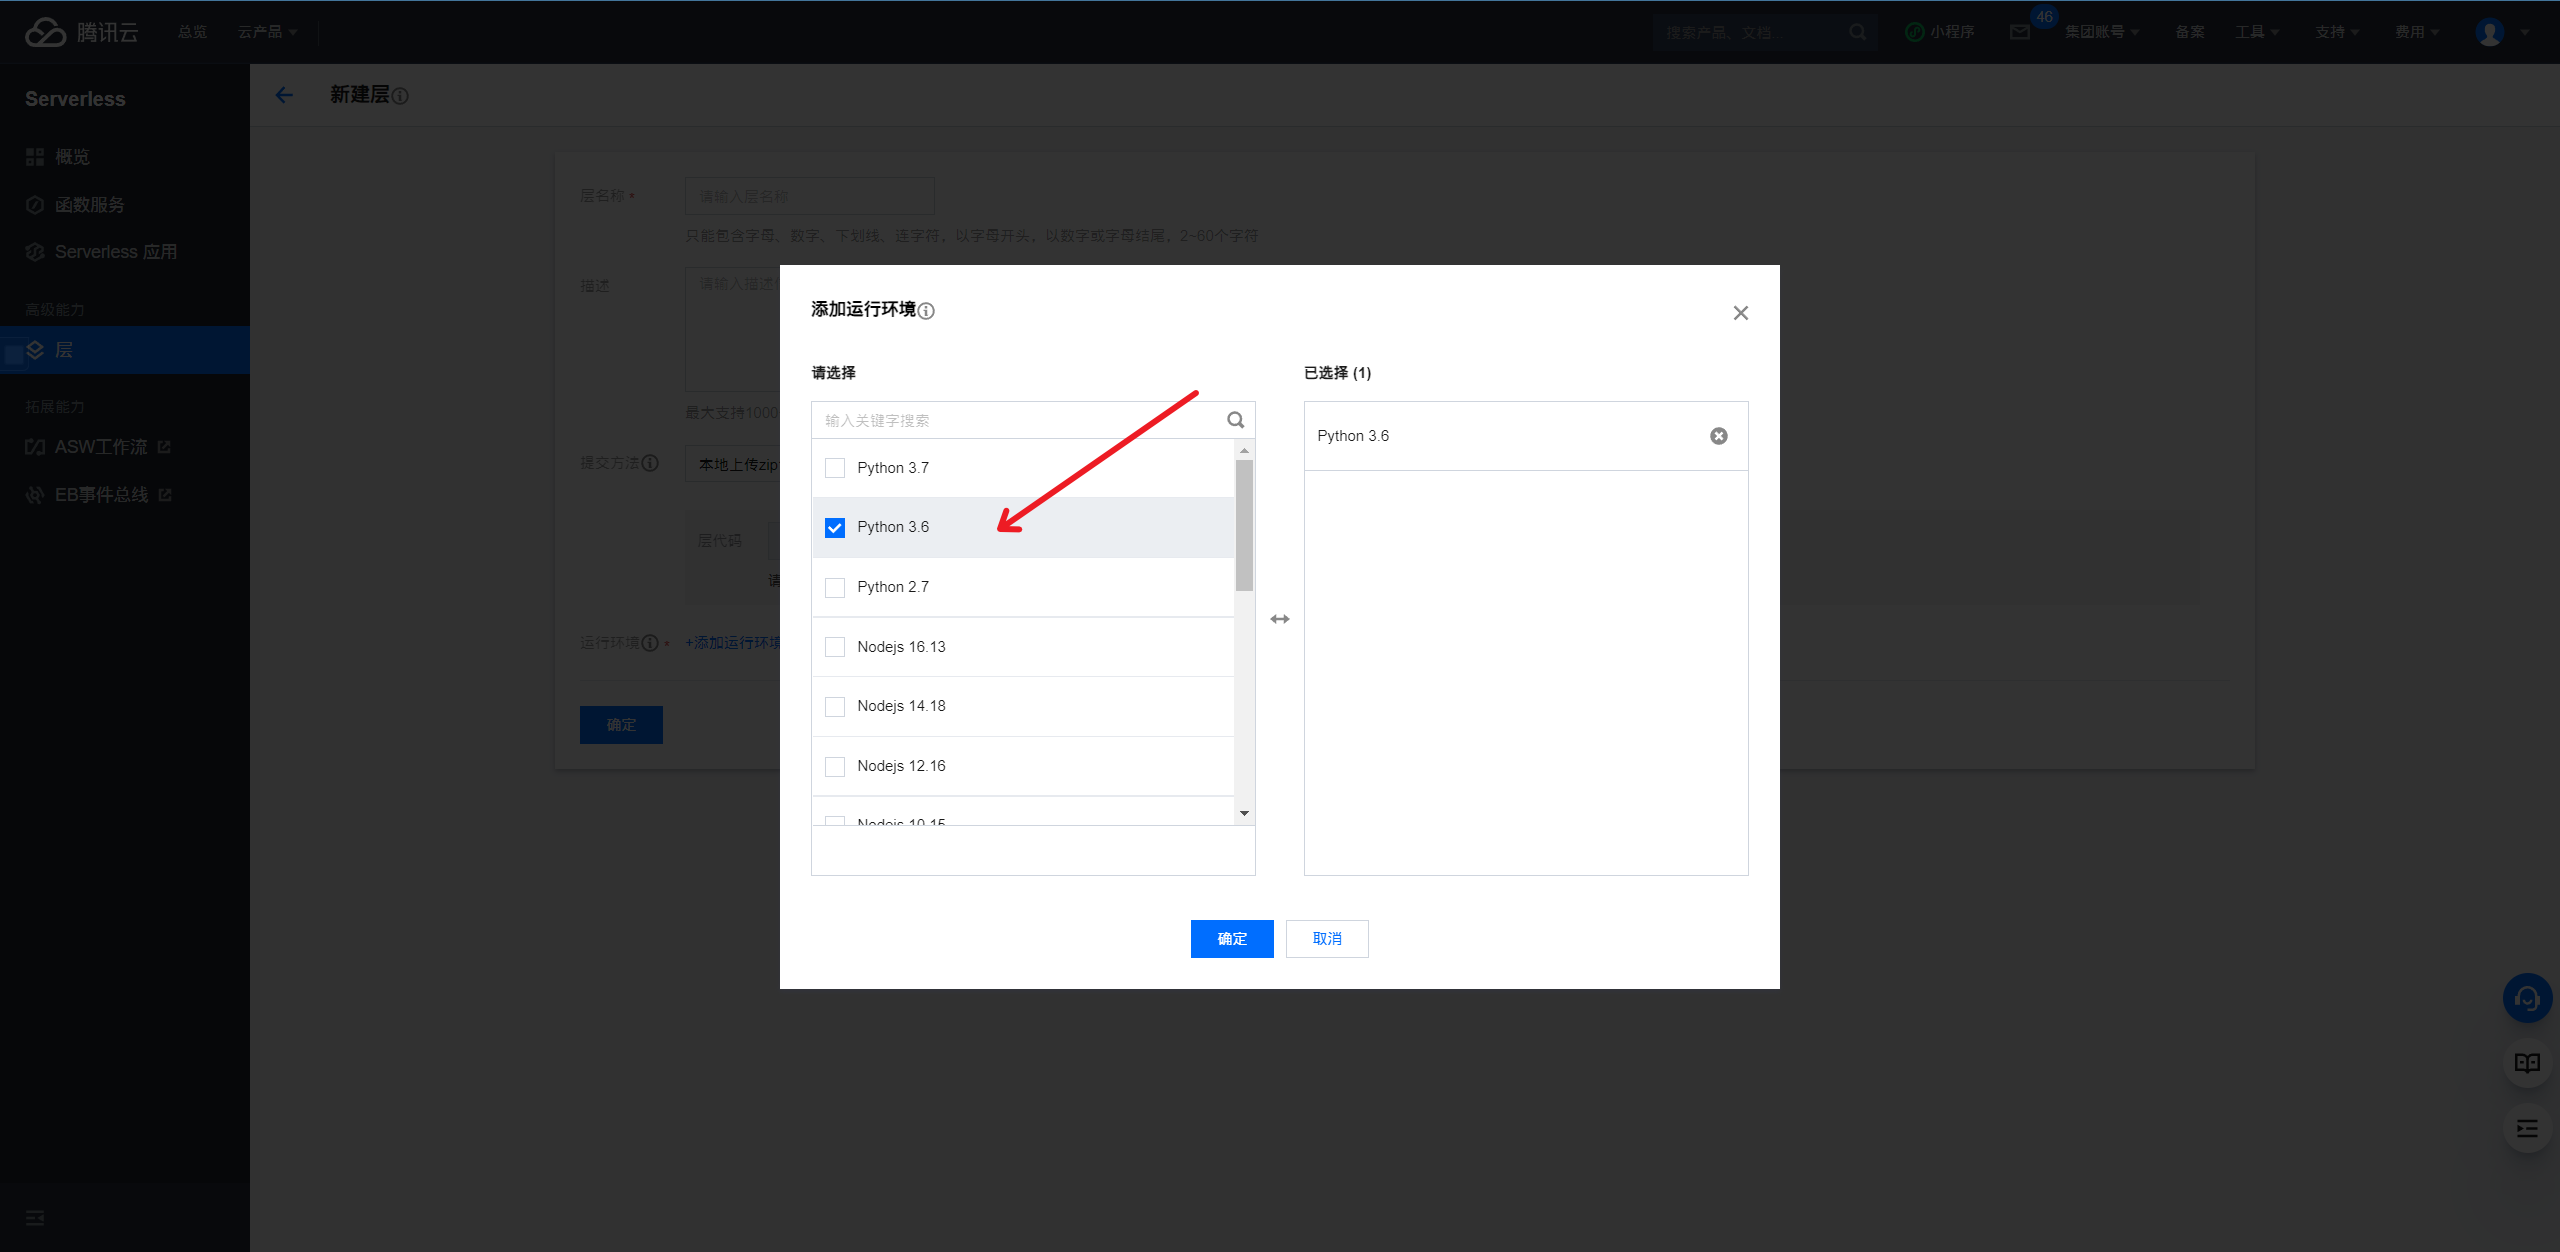 腾讯云 总览 云产品 搜索产品、文档... 小程序 46 集团账号 备案 工具 支持 费用
Serverless
概览
函数服务
Serverless 应用
高级能力
层
拓展能力
ASW工作流
EB事件总线
新建层
层名称 * 请输入层名称
只能包含字母、数字、下划线、连字符，以字母开头，以数字或字母结尾，2~60个字符
描述 请输入描述
最大支持1000
提交方法 本地上传zip
层代码
请
运行环境 * +添加运行环境
确定
添加运行环境
请选择
输入关键字搜索
Python 3.7
Python 3.6
Python 2.7
Nodejs 16.13
Nodejs 14.18
Nodejs 12.16
Nodejs 10.15
已选择 (1)
Python 3.6
确定 取消